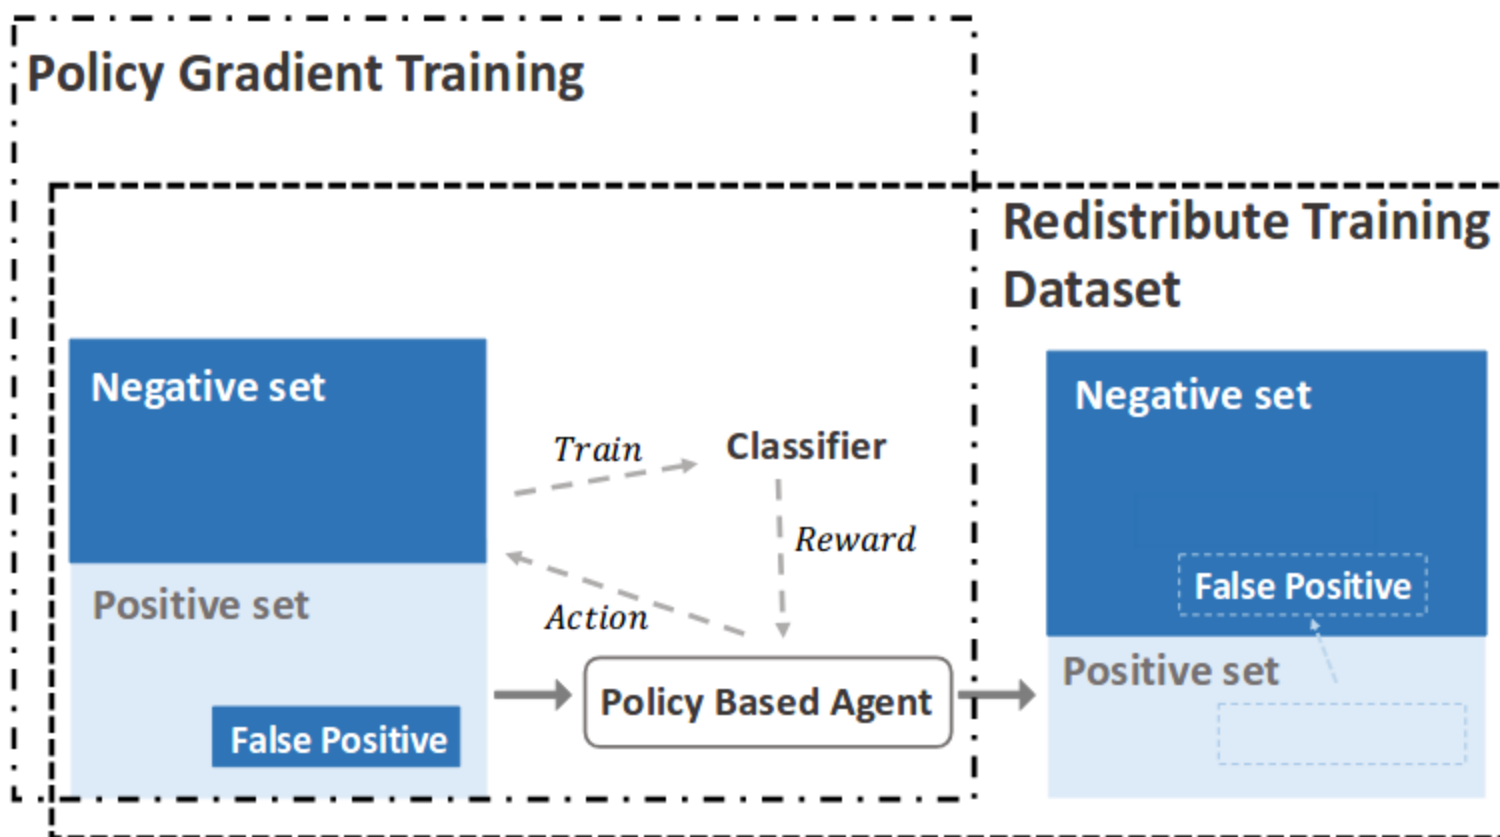 Policy Gradient Training
Redistribute Training
Dataset
Negative set
Positive set
False Positive
Train
Classifier
Reward
Action
Policy Based Agent
Negative set
False Positive
Positive set